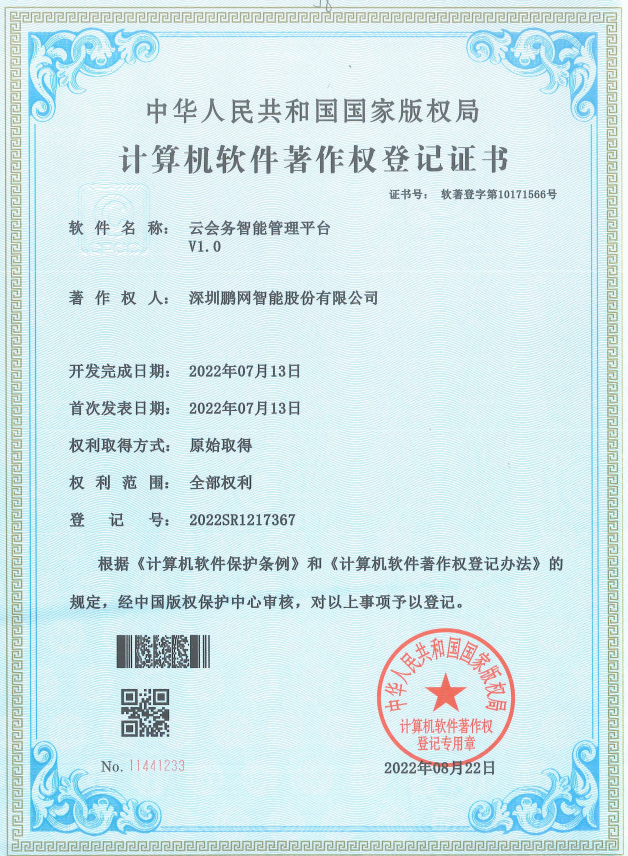 中华人民共和国国家版权局
计算机软件著作权登记证书
证书号： 软著登字第10171566号
软件名称： 云会务智能管理平台
V1.0
著作权人： 深圳鹏网智能股份有限公司
开发完成日期： 2022年07月13日
首次发表日期： 2022年07月13日
权利取得方式： 原始取得
权利范围： 全部权利
登记号： 2022SR1217367
根据《计算机软件保护条例》和《计算机软件著作权登记办法》的
规定，经中国版权保护中心审核，对以上事项予以登记。
中华人民共和国国家版权局
计算机软件著作权
登记专用章
No. 11441233
2022年08月22日